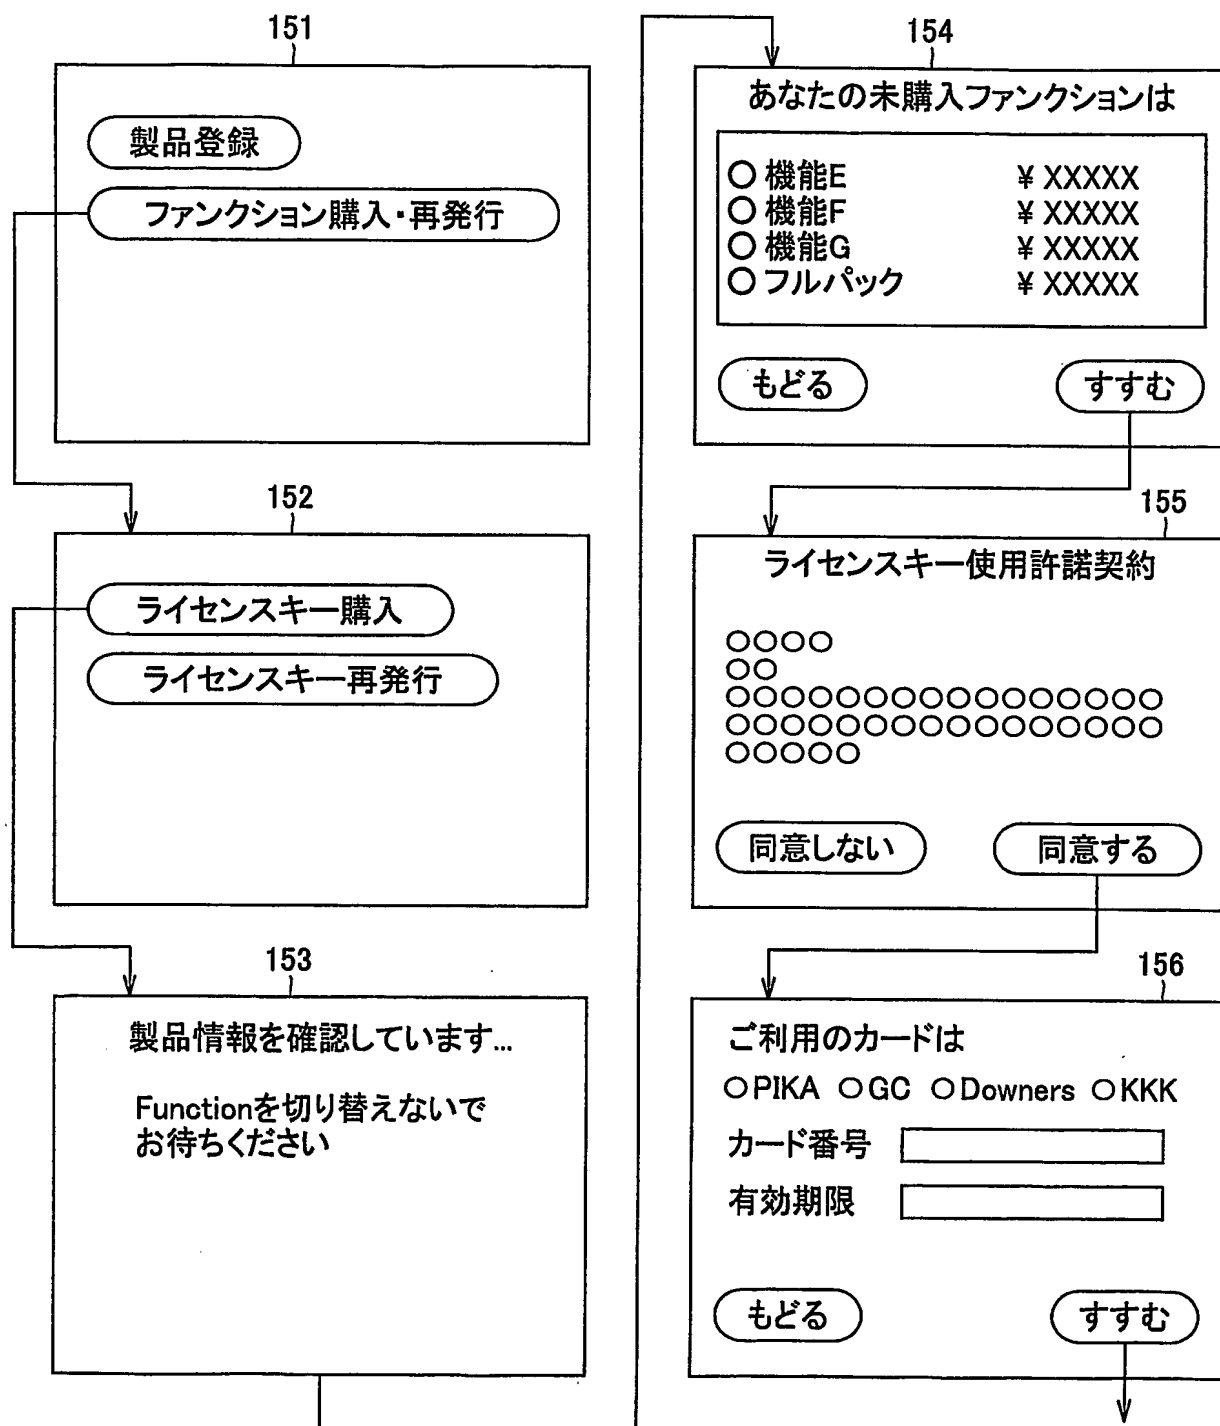 151
製品登録
ファンクション購入・再発行
152
ライセンスキー購入
ライセンスキー再発行
153
製品情報を確認しています...
Functionを切り替えないで
お待ちください
154
あなたの未購入ファンクションは
○機能E ¥XXXXX
○機能F ¥XXXXX
○機能G ¥XXXXX
○フルパック ¥XXXXX
もどる すすむ
155
ライセンスキー使用許諾契約
○○○○
○○
○○○○○○○○○○○○○○○○
○○○○○○○○○○○○○○○○
○○○○○
同意しない 同意する
156
ご利用のカードは
○PIKA ○GC ○Downers ○KKK
カード番号
有効期限
もどる すすむ